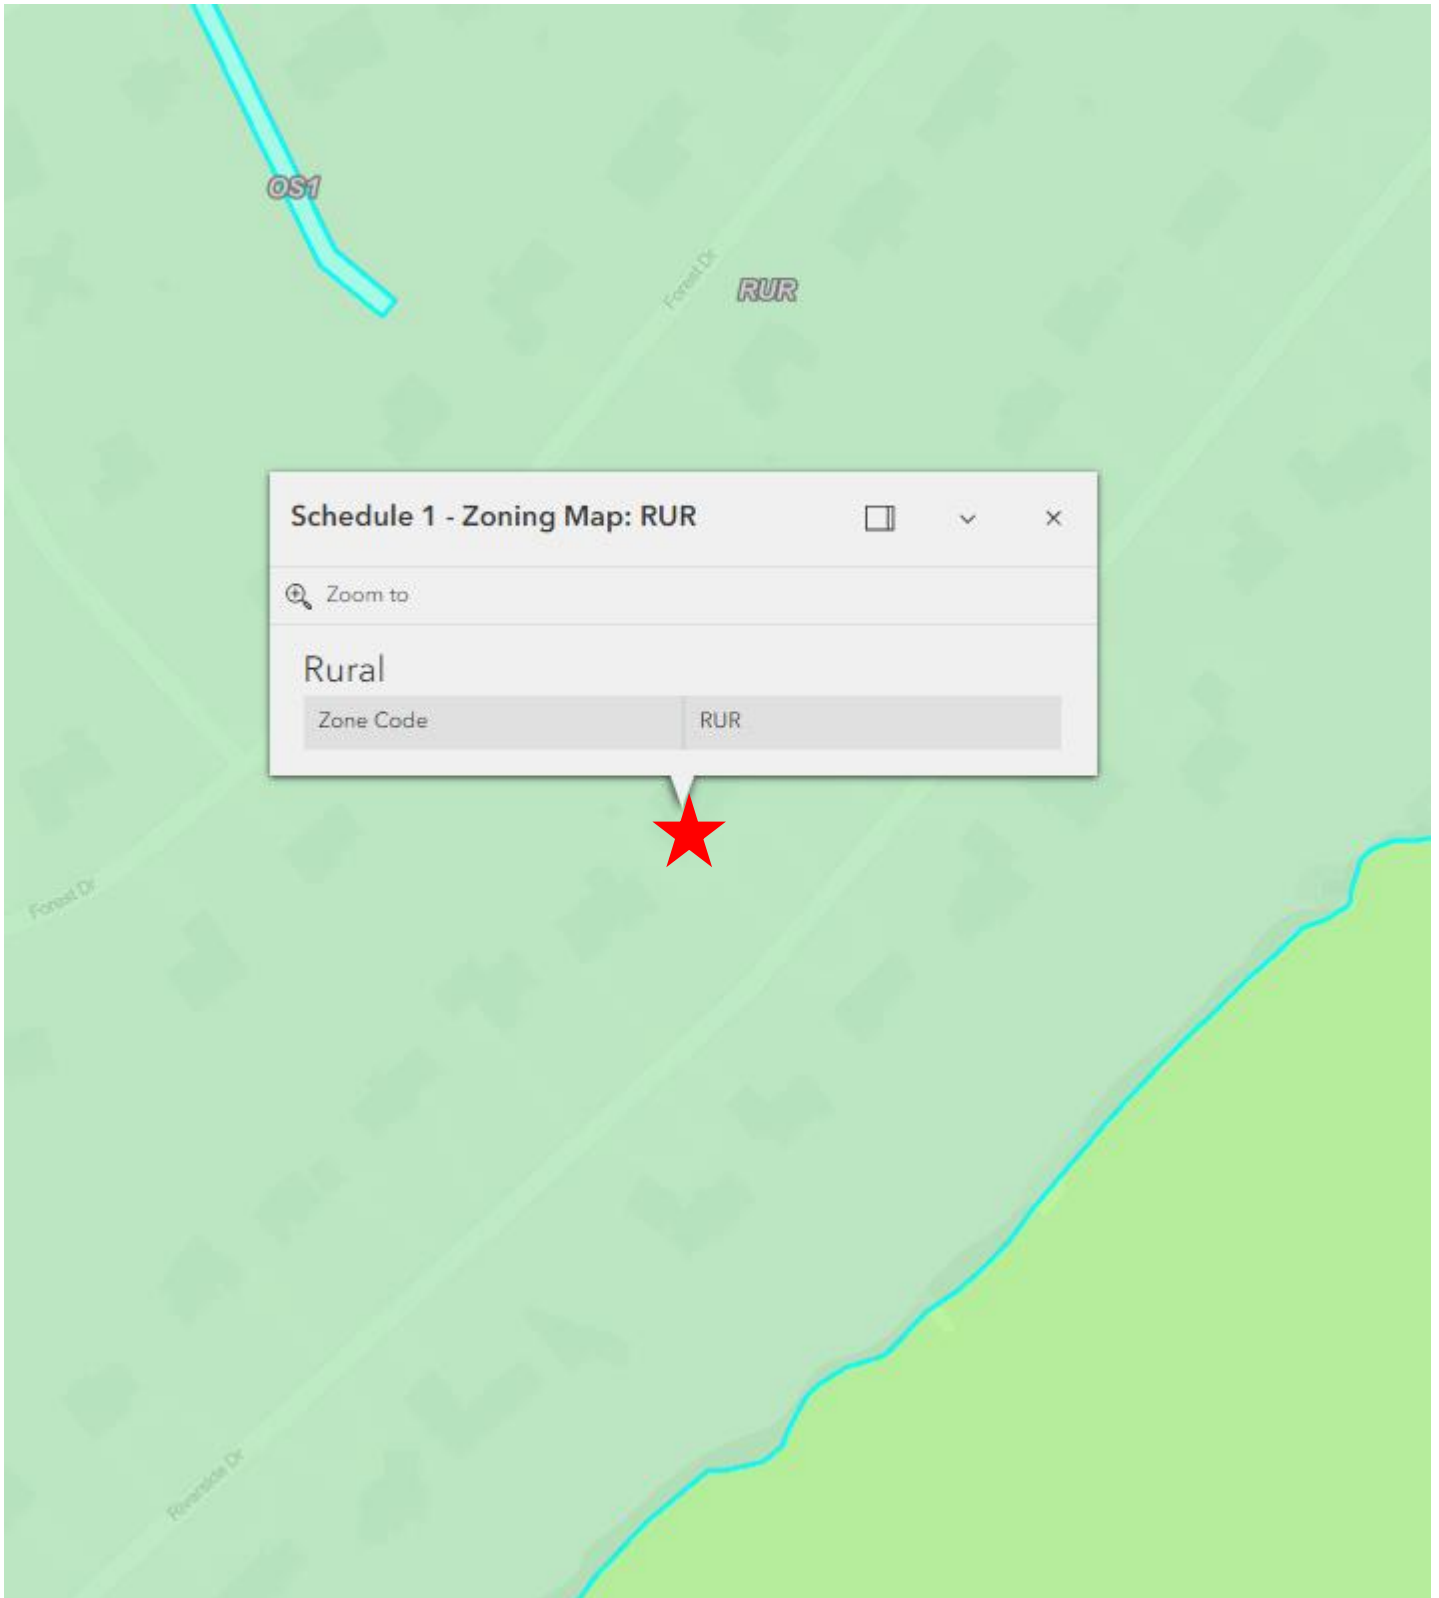 OS1
Forest Dr
RUR
Schedule 1 - Zoning Map: RUR
Zoom to
Rural
Zone Code RUR
Forest Dr
Riverside Dr